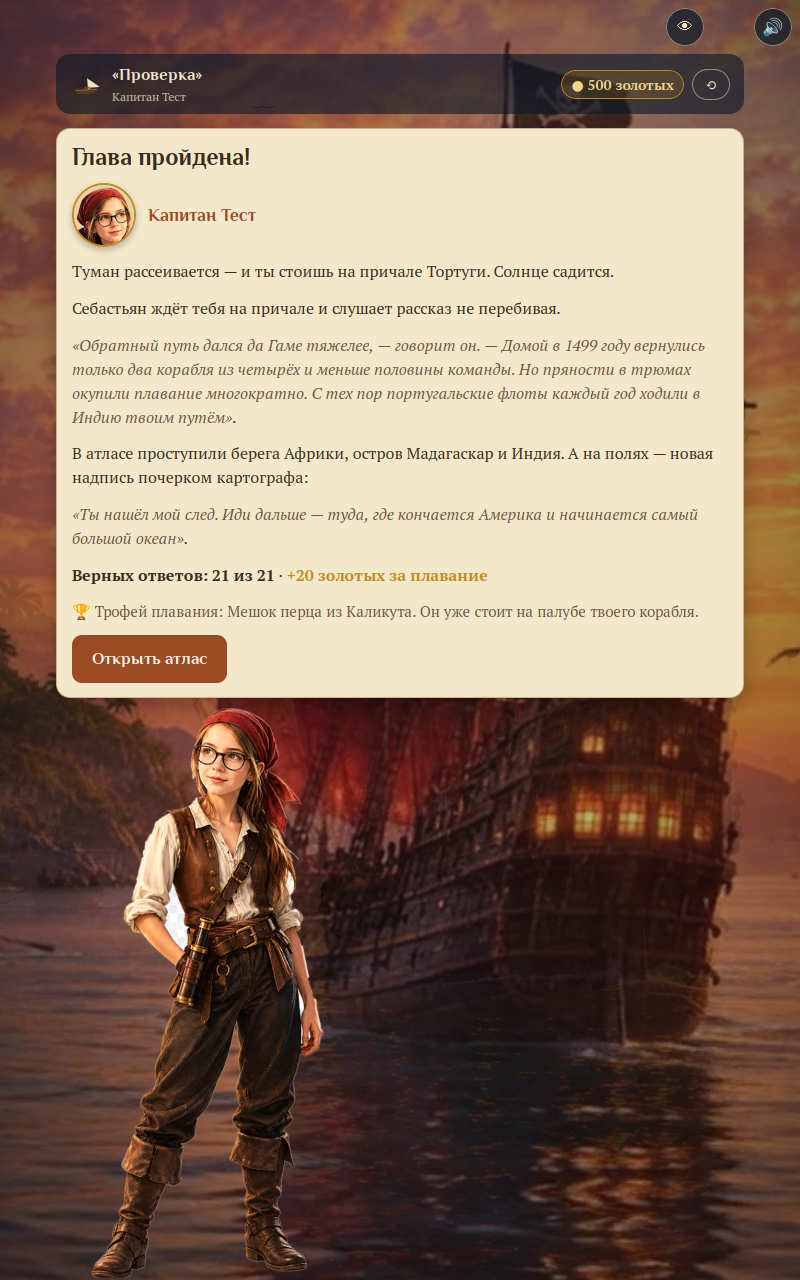 «Проверка»
Капитан Тест
500 золотых
Глава пройдена!
Капитан Тест
Туман рассеивается — и ты стоишь на причале Тортуги. Солнце садится.
Себастьян ждёт тебя на причале и слушает рассказ не перебивая.
«Обратный путь дался да Гаме тяжелее, — говорит он. — Домой в 1499 году вернулись
только два корабля из четырёх и меньше половины команды. Но пряности в трюмах
окупили плавание многократно. С тех пор португальские флоты каждый год ходили в
Индию твоим путём».
В атласе проступили берега Африки, остров Мадагаскар и Индия. А на полях — новая
надпись почерком картографа:
«Ты нашёл мой след. Иди дальше — туда, где кончается Америка и начинается самый
большой океан».
Верных ответов: 21 из 21 · +20 золотых за плавание
🏆 Трофей плавания: Мешок перца из Каликута. Он уже стоит на палубе твоего корабля.
Открыть атлас